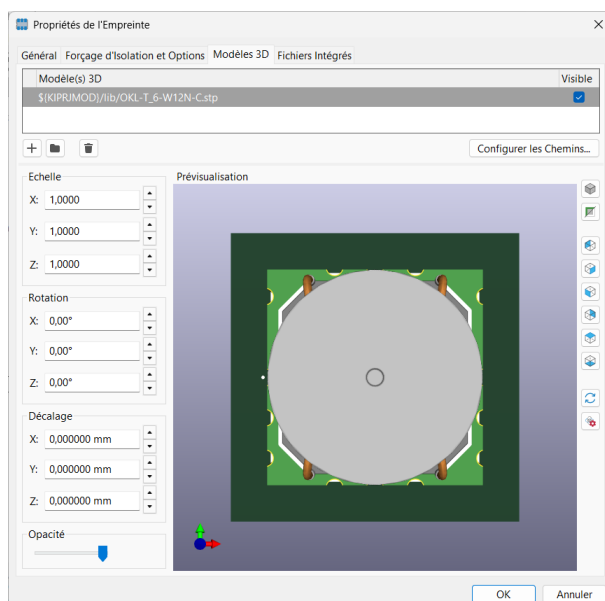 Propriétés de l'Empreinte
Général Forçage d'Isolation et Options Modèles 3D Fichiers Intégrés
Modèle(s) 3D Visible
${KIPRJMOD}/lib/OKL-T_6-W12N-C.stp
Configurer les Chemins...
Echelle
X: 1,0000
Y: 1,0000
Z: 1,0000
Rotation
X: 0,00°
Y: 0,00°
Z: 0,00°
Décalage
X: 0,000000 mm
Y: 0,000000 mm
Z: 0,000000 mm
Opacité
Prévisualisation
OK Annuler